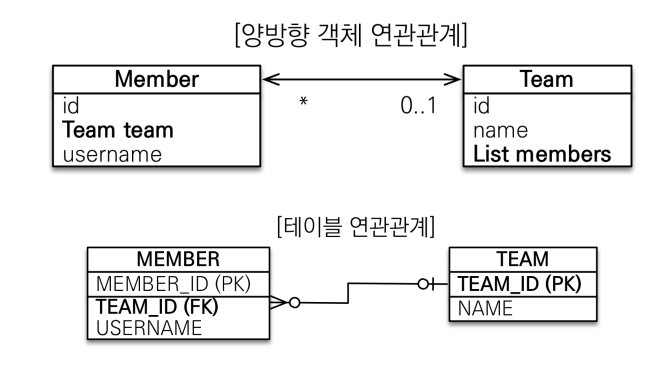 [양방향 객체 연관관계]
Member
id
Team team
username
* 0..1
Team
id
name
List members
[테이블 연관관계]
MEMBER
MEMBER_ID (PK)
TEAM_ID (FK)
USERNAME
TEAM
TEAM_ID (PK)
NAME